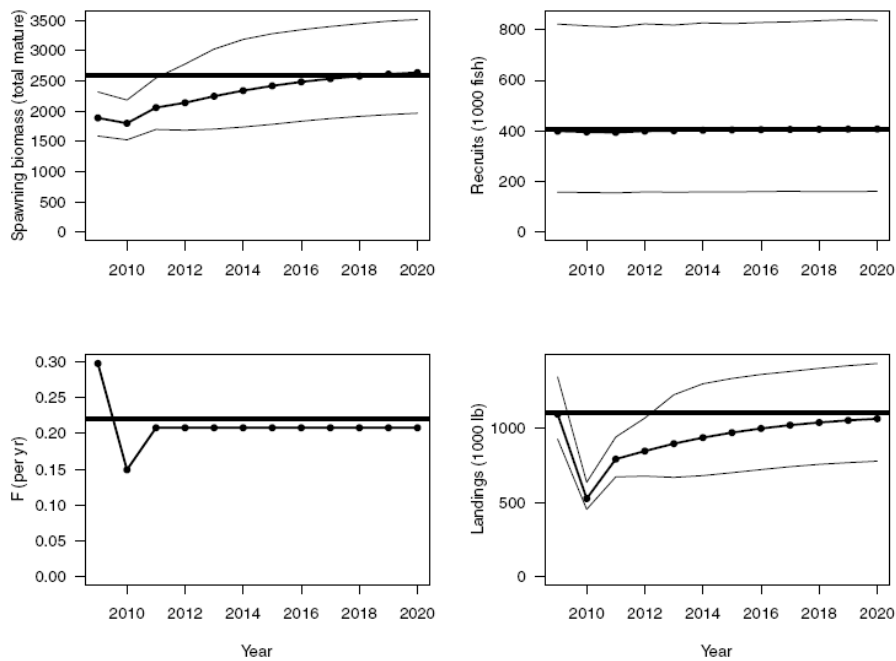 Spawning biomass (total mature)
3500
3000
2500
2000
1500
1000
500
0
2010 2012 2014 2016 2018 2020
Recruits (1000 fish)
800
600
400
200
0
2010 2012 2014 2016 2018 2020
F (per yr)
0.30
0.25
0.20
0.15
0.10
0.05
0.00
2010 2012 2014 2016 2018 2020
Year
Landings (1000 lb)
1000
500
0
2010 2012 2014 2016 2018 2020
Year